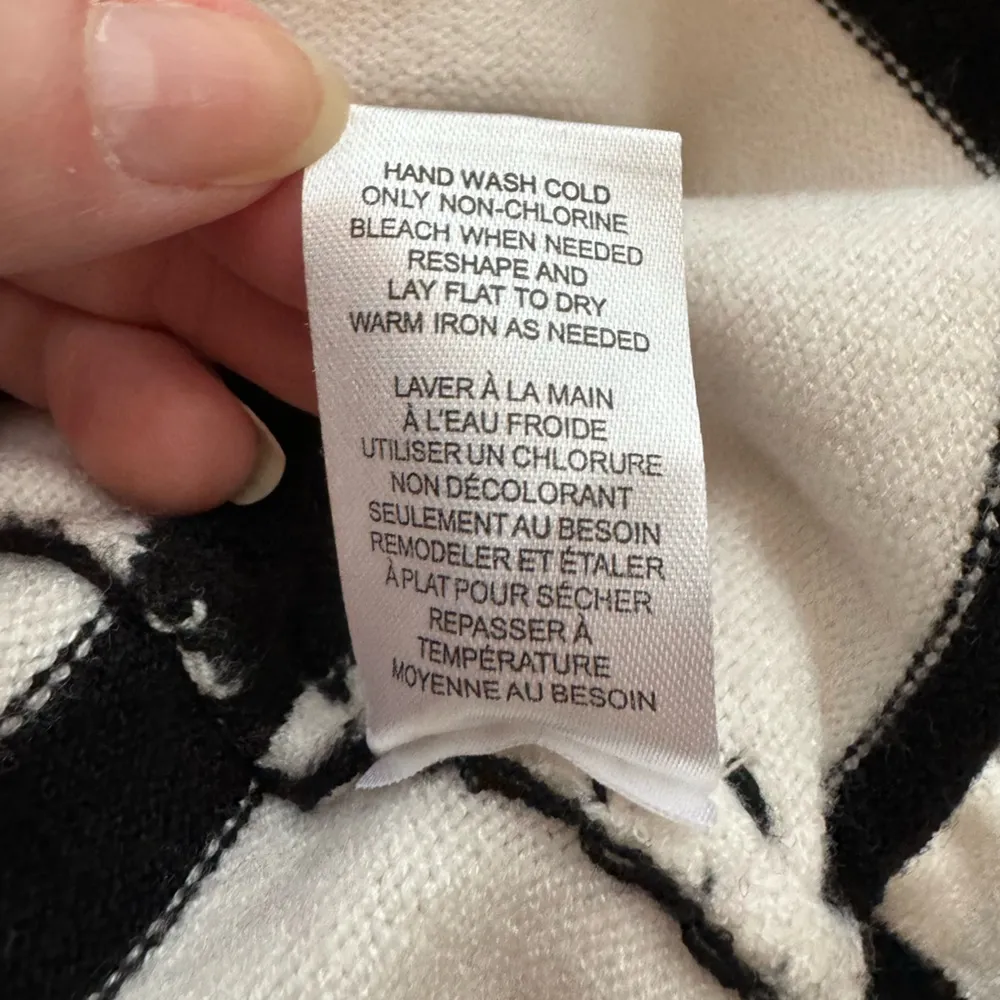 HAND WASH COLD
ONLY NON-CHLORINE
BLEACH WHEN NEEDED
RESHAPE AND
LAY FLAT TO DRY
WARM IRON AS NEEDED
LAVER À LA MAIN
À L'EAU FROIDE
UTILISER UN CHLORURE
NON DÉCOLORANT
SEULEMENT AU BESOIN
REMODELER ET ÉTALER
À PLAT POUR SÉCHER
REPASSER À
TEMPÉRATURE
MOYENNE AU BESOIN